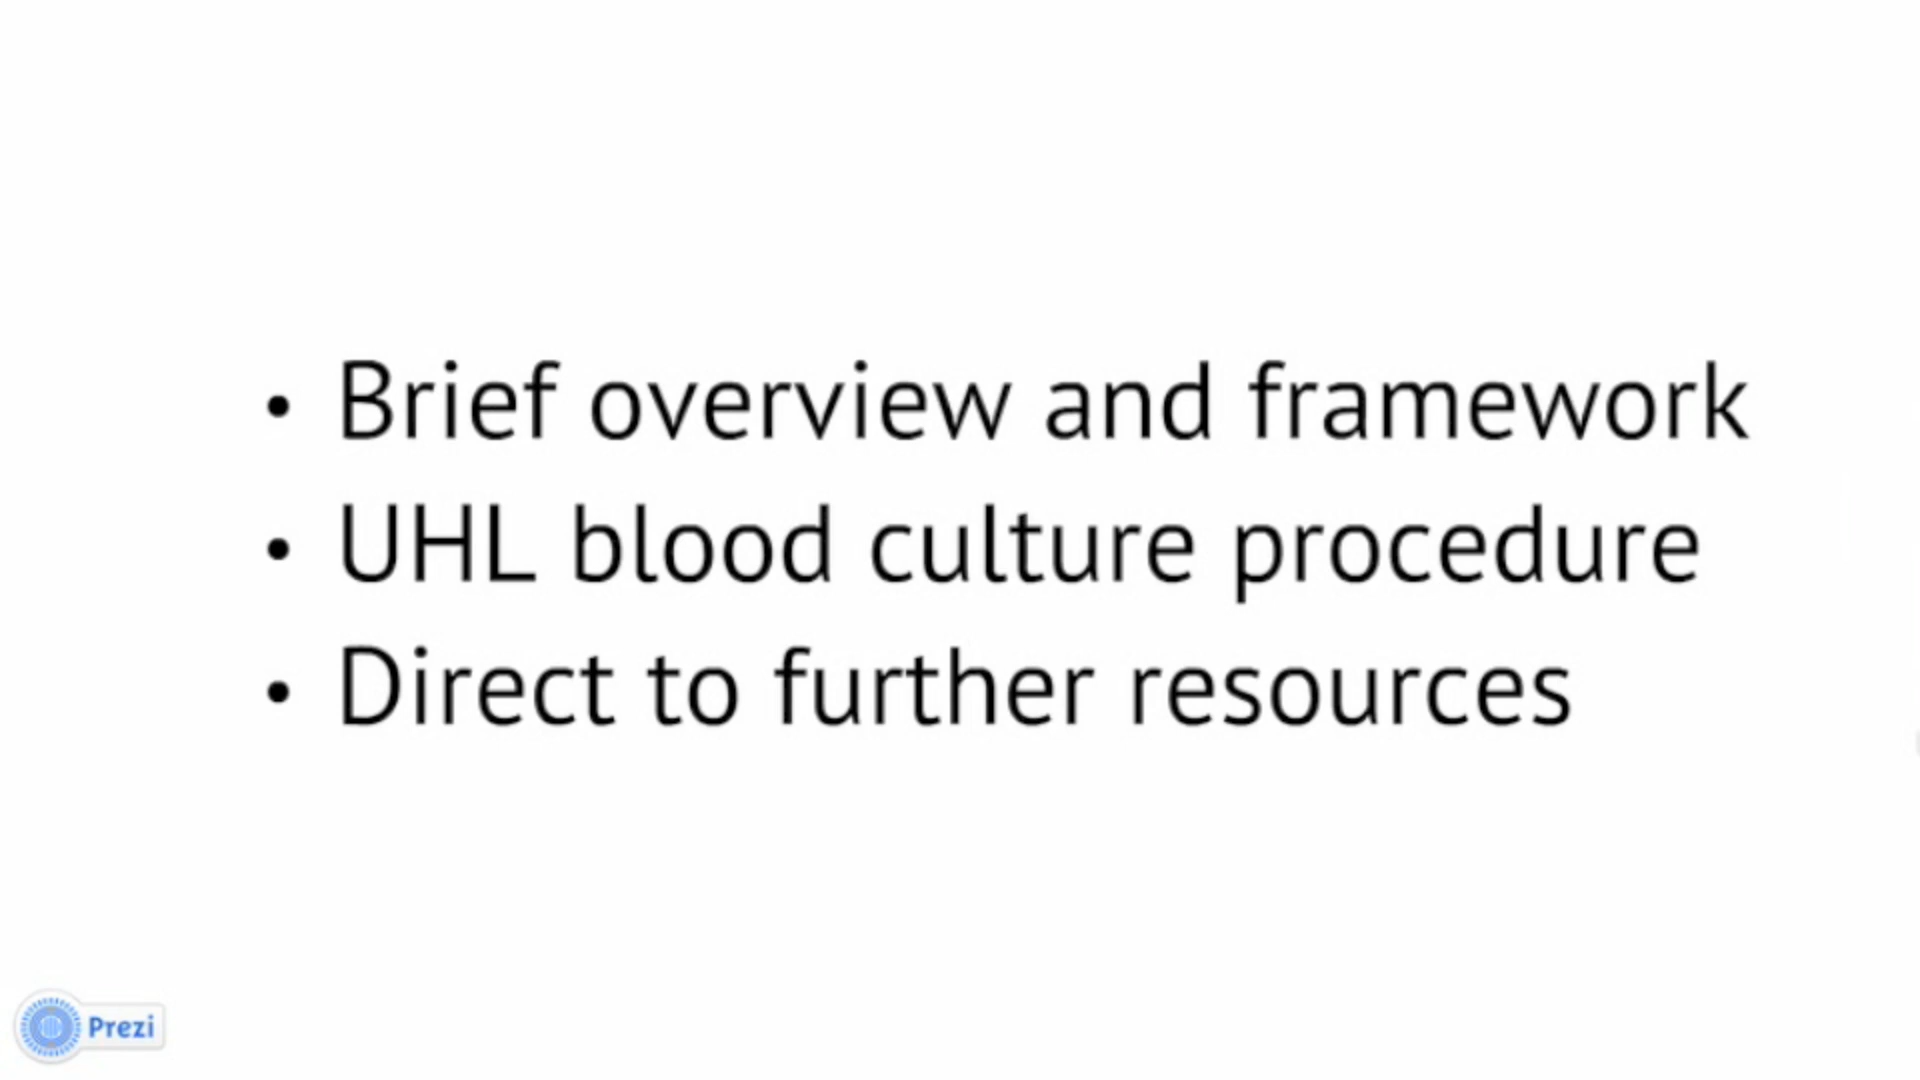 • Brief overview and framework
• UHL blood culture procedure
• Direct to further resources
Prezi